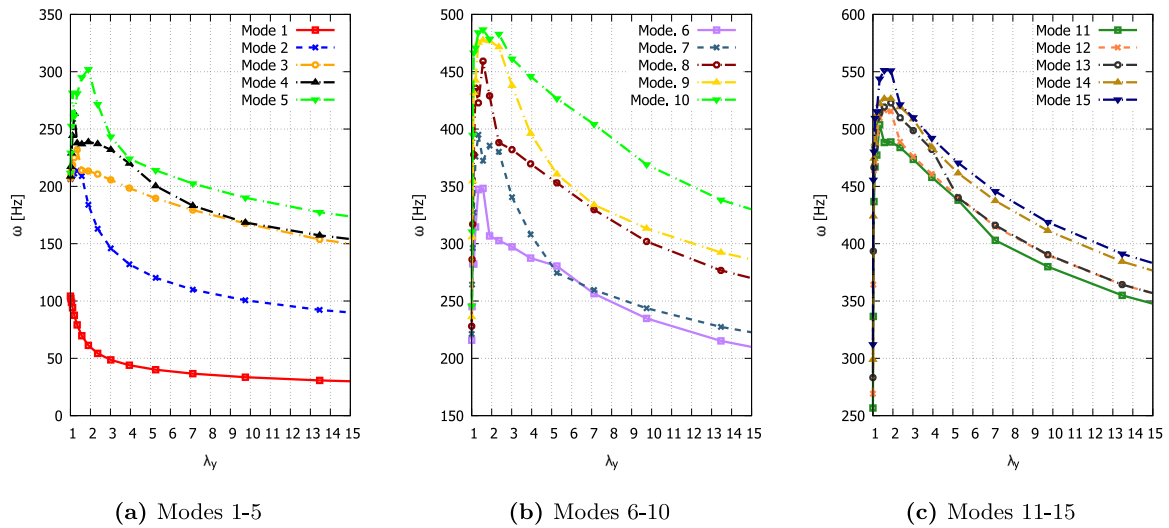 350
300
250
200
150
100
50
0
ω [Hz]
Mode 1
Mode 2
Mode 3
Mode 4
Mode 5
1 2 3 4 5 6 7 8 9 10 11 12 13 14 15
λy
(a) Modes 1-5
500
450
400
350
300
250
200
150
ω [Hz]
Mode. 6
Mode. 7
Mode. 8
Mode. 9
Mode. 10
1 2 3 4 5 6 7 8 9 10 11 12 13 14 15
λy
(b) Modes 6-10
600
550
500
450
400
350
300
250
ω [Hz]
Mode 11
Mode 12
Mode 13
Mode 14
Mode 15
1 2 3 4 5 6 7 8 9 10 11 12 13 14 15
λy
(c) Modes 11-15